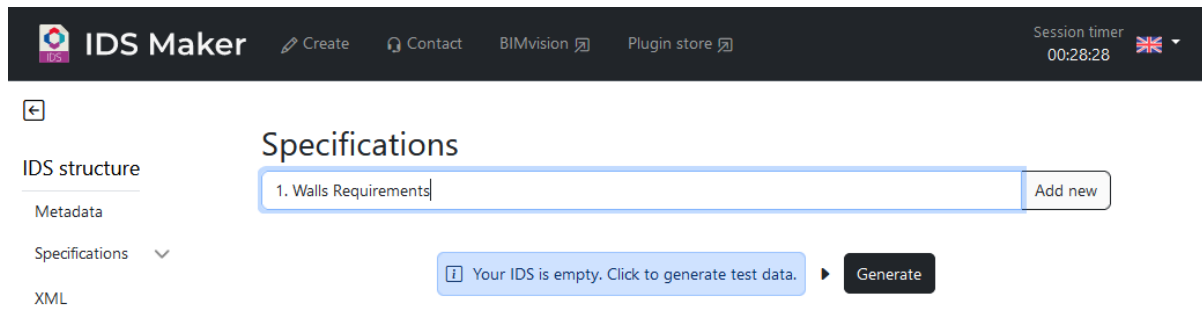 IDS
IDS Maker
Create
Contact
BIMvision
Plugin store
Session timer
00:28:28
IDS structure
Metadata
Specifications
XML
Specifications
1. Walls Requirements
Add new
Your IDS is empty. Click to generate test data.
Generate